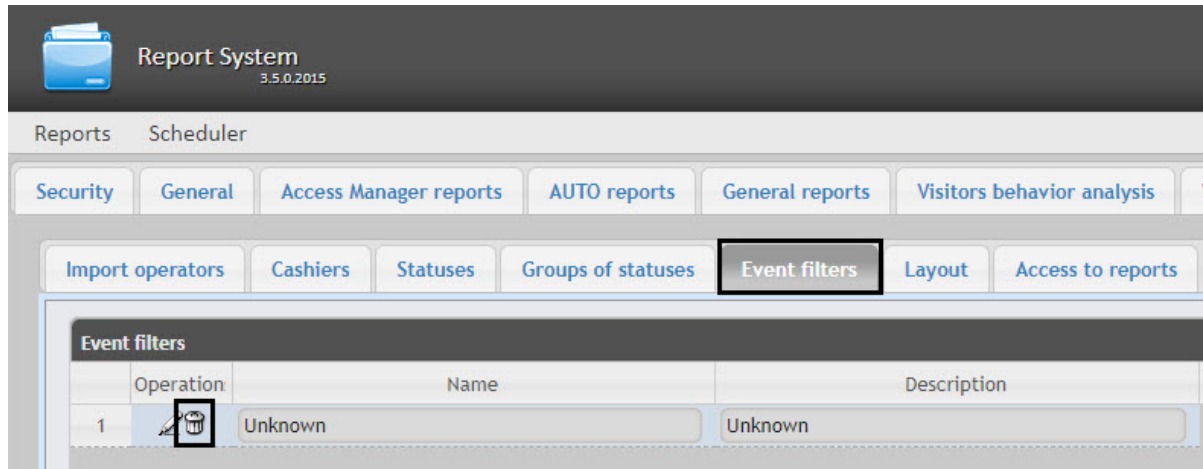 Report System
3.5.0.2015
Reports Scheduler
Security General Access Manager reports AUTO reports General reports Visitors behavior analysis
Import operators Cashiers Statuses Groups of statuses Event filters Layout Access to reports
Event filters
Operation Name Description
1 Unknown Unknown